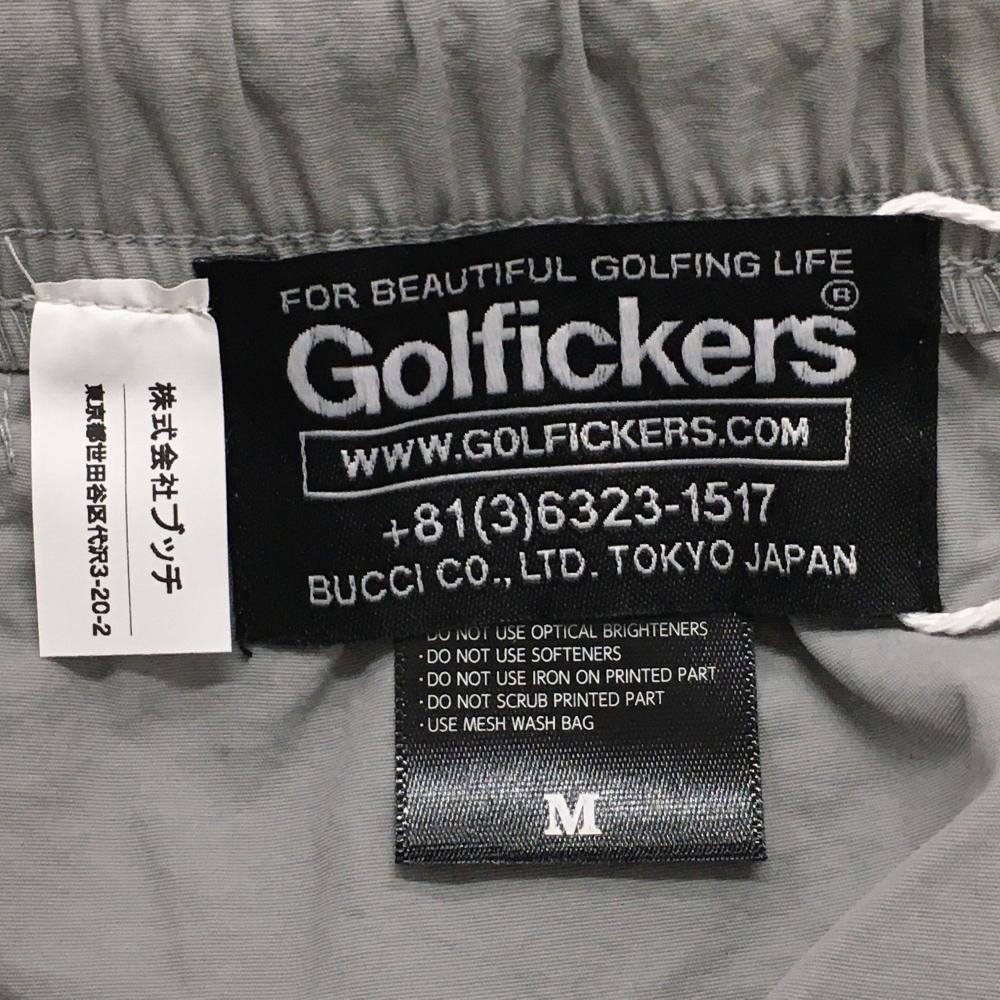 FOR BEAUTIFUL GOLFING LIFE
Golfickers®
WWW.GOLFICKERS.COM
+81(3)6323-1517
BUCCI CO., LTD. TOKYO JAPAN
株式会社ブッチ
東京都世田谷区代沢3-20-2
DO NOT USE OPTICAL BRIGHTENERS
·DO NOT USE SOFTENERS
·DO NOT USE IRON ON PRINTED PART
·DO NOT SCRUB PRINTED PART
·USE MESH WASH BAG
M